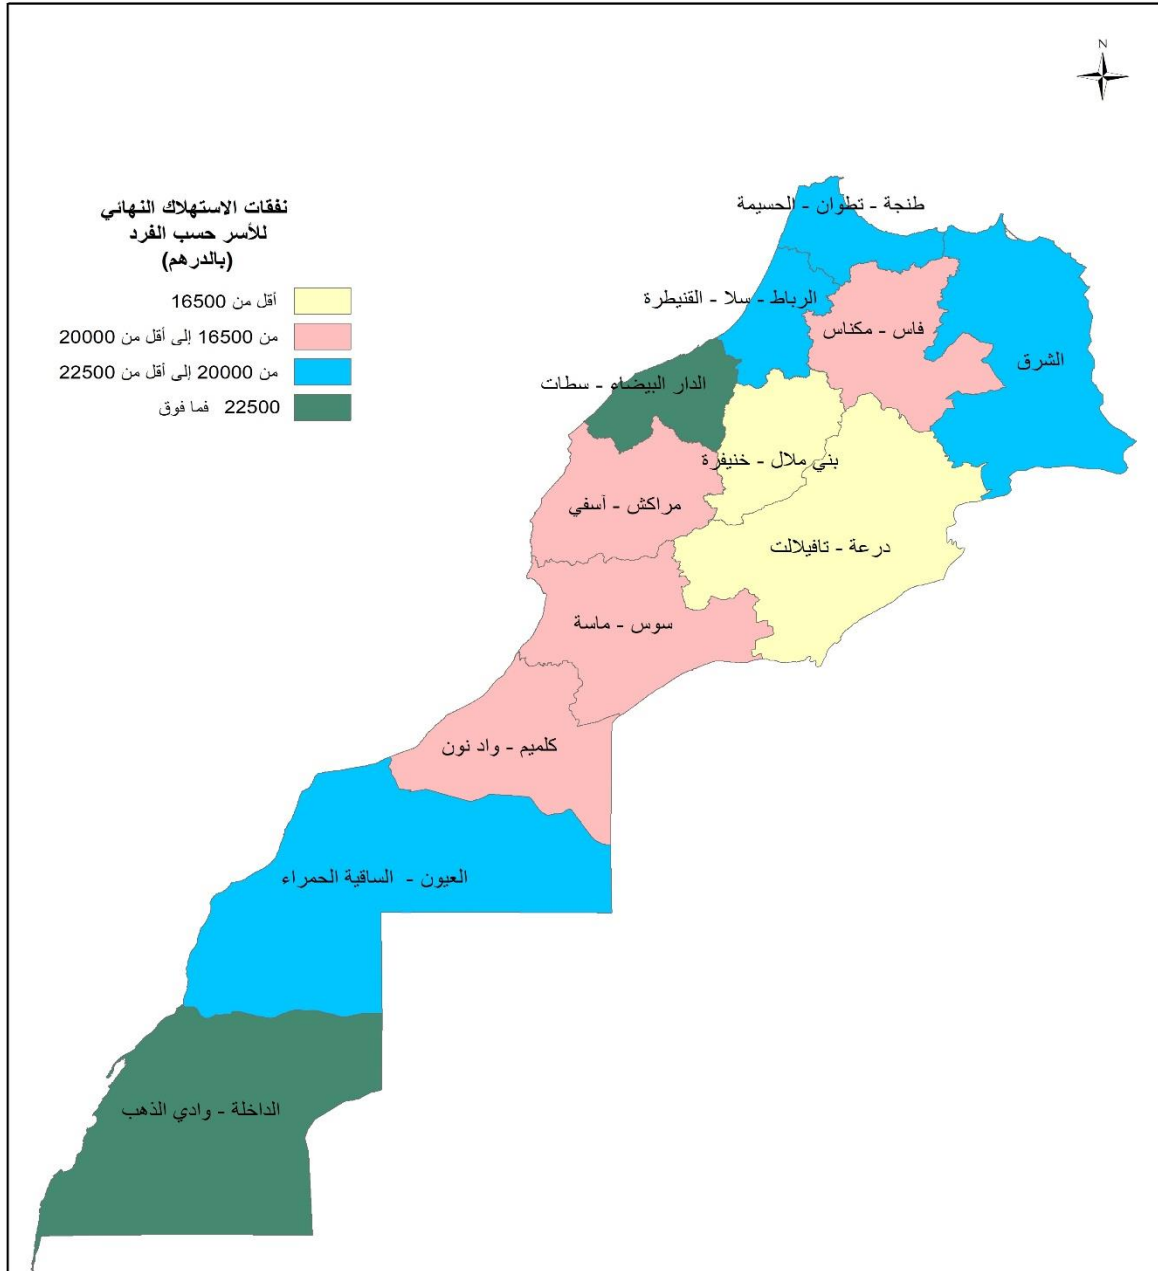 N
نفقات الاستهلاك النهائي
للأسر حسب الفرد
(بالدرهم)
أقل من 16500
من 16500 إلى أقل من 20000
من 20000 إلى أقل من 22500
22500 فما فوق
طنجة - تطوان - الحسيمة
الرباط - سلا - القنيطرة
فاس - مكناس
الشرق
الدار البيضاء - سطات
بني ملال - خنيفرة
مراكش - آسفي
درعة - تافيلالت
سوس - ماسة
كلميم - واد نون
العيون - الساقية الحمراء
الداخلة - وادي الذهب